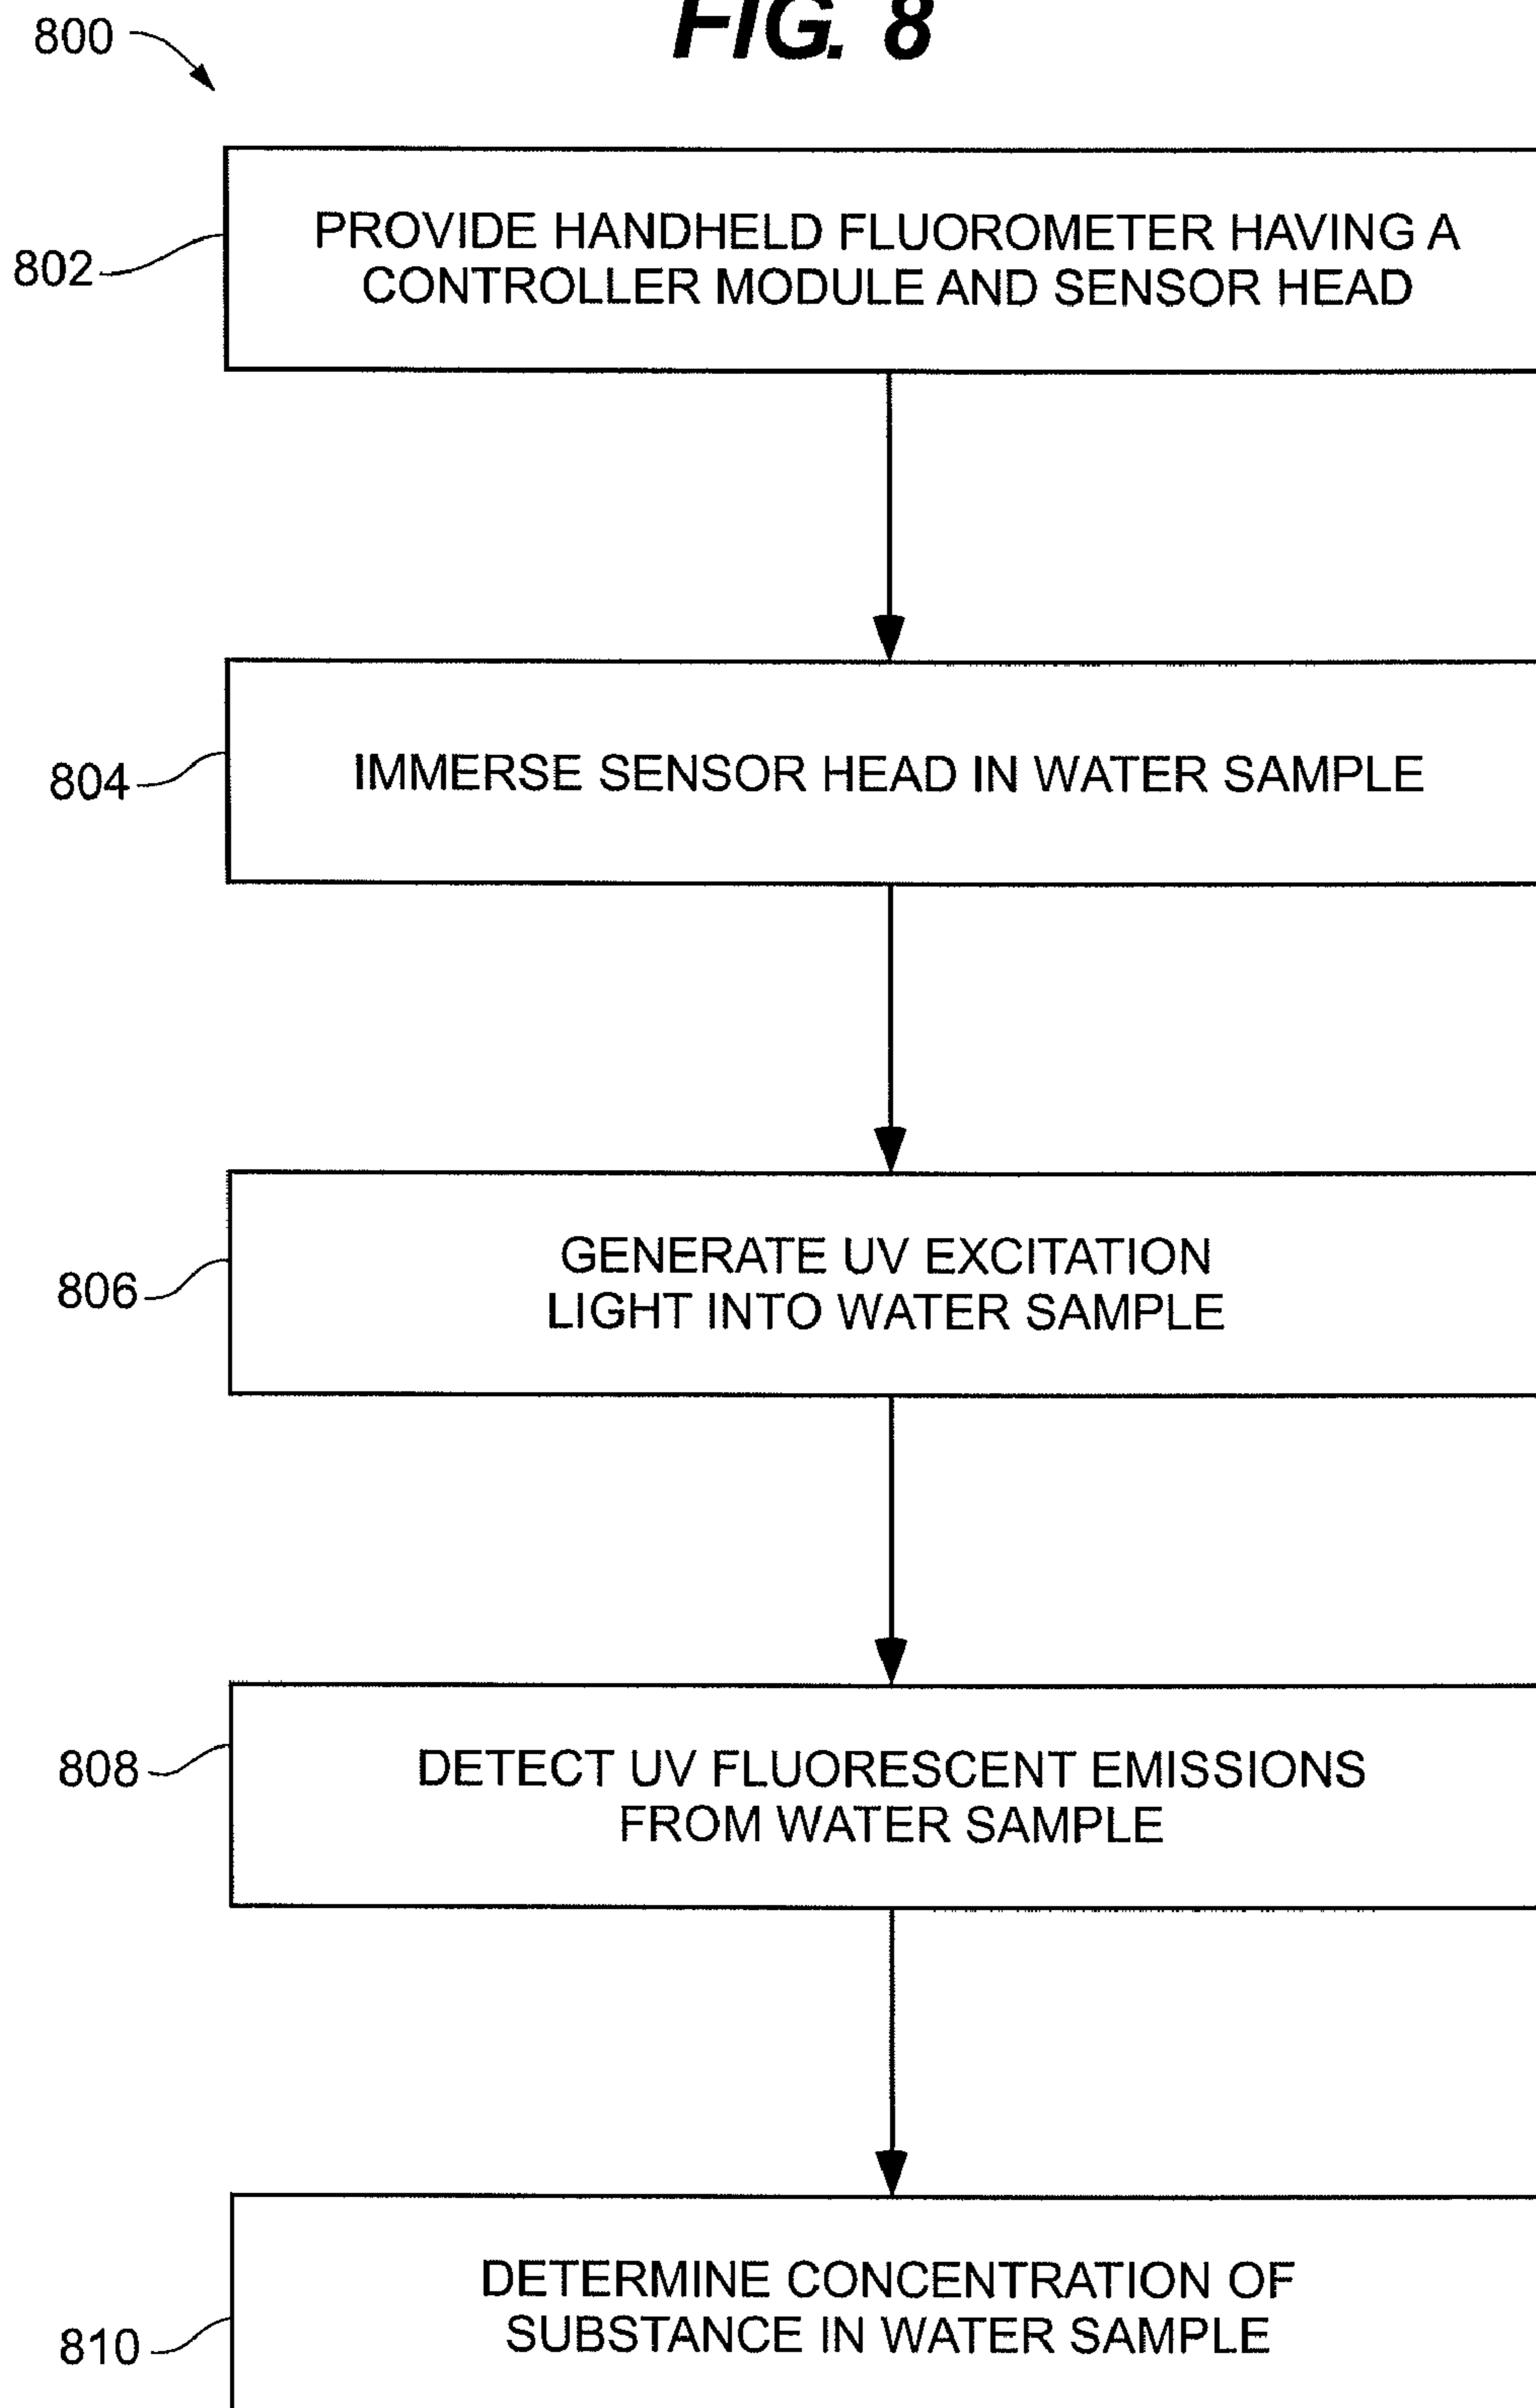 FIG. 8
800
802
PROVIDE HANDHELD FLUOROMETER HAVING A
CONTROLLER MODULE AND SENSOR HEAD
804
IMMERSE SENSOR HEAD IN WATER SAMPLE
806
GENERATE UV EXCITATION
LIGHT INTO WATER SAMPLE
808
DETECT UV FLUORESCENT EMISSIONS
FROM WATER SAMPLE
810
DETERMINE CONCENTRATION OF
SUBSTANCE IN WATER SAMPLE